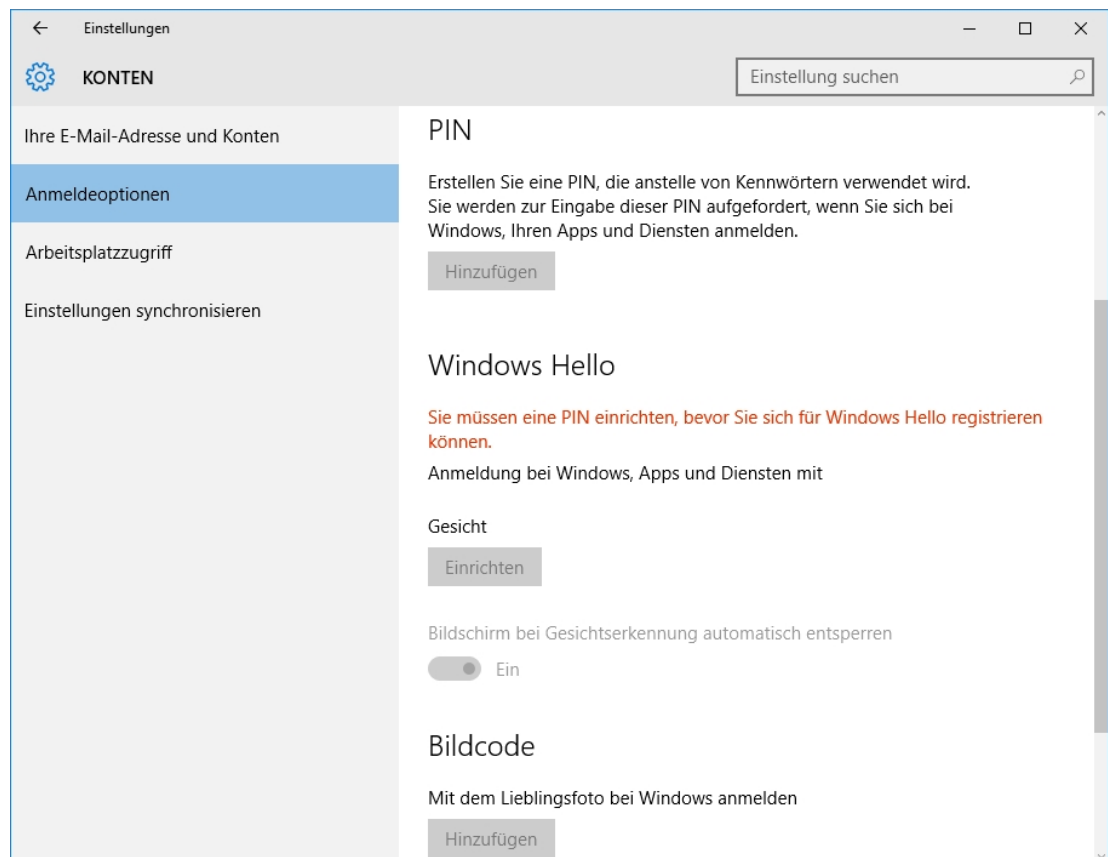 Einstellungen
KONTEN
Einstellung suchen
Ihre E-Mail-Adresse und Konten
Anmeldeoptionen
Arbeitsplatzzugriff
Einstellungen synchronisieren
PIN
Erstellen Sie eine PIN, die anstelle von Kennwörtern verwendet wird.
Sie werden zur Eingabe dieser PIN aufgefordert, wenn Sie sich bei
Windows, Ihren Apps und Diensten anmelden.
Hinzufügen
Windows Hello
Sie müssen eine PIN einrichten, bevor Sie sich für Windows Hello registrieren
können.
Anmeldung bei Windows, Apps und Diensten mit
Gesicht
Einrichten
Bildschirm bei Gesichtserkennung automatisch entsperren
Ein
Bildcode
Mit dem Lieblingsfoto bei Windows anmelden
Hinzufügen